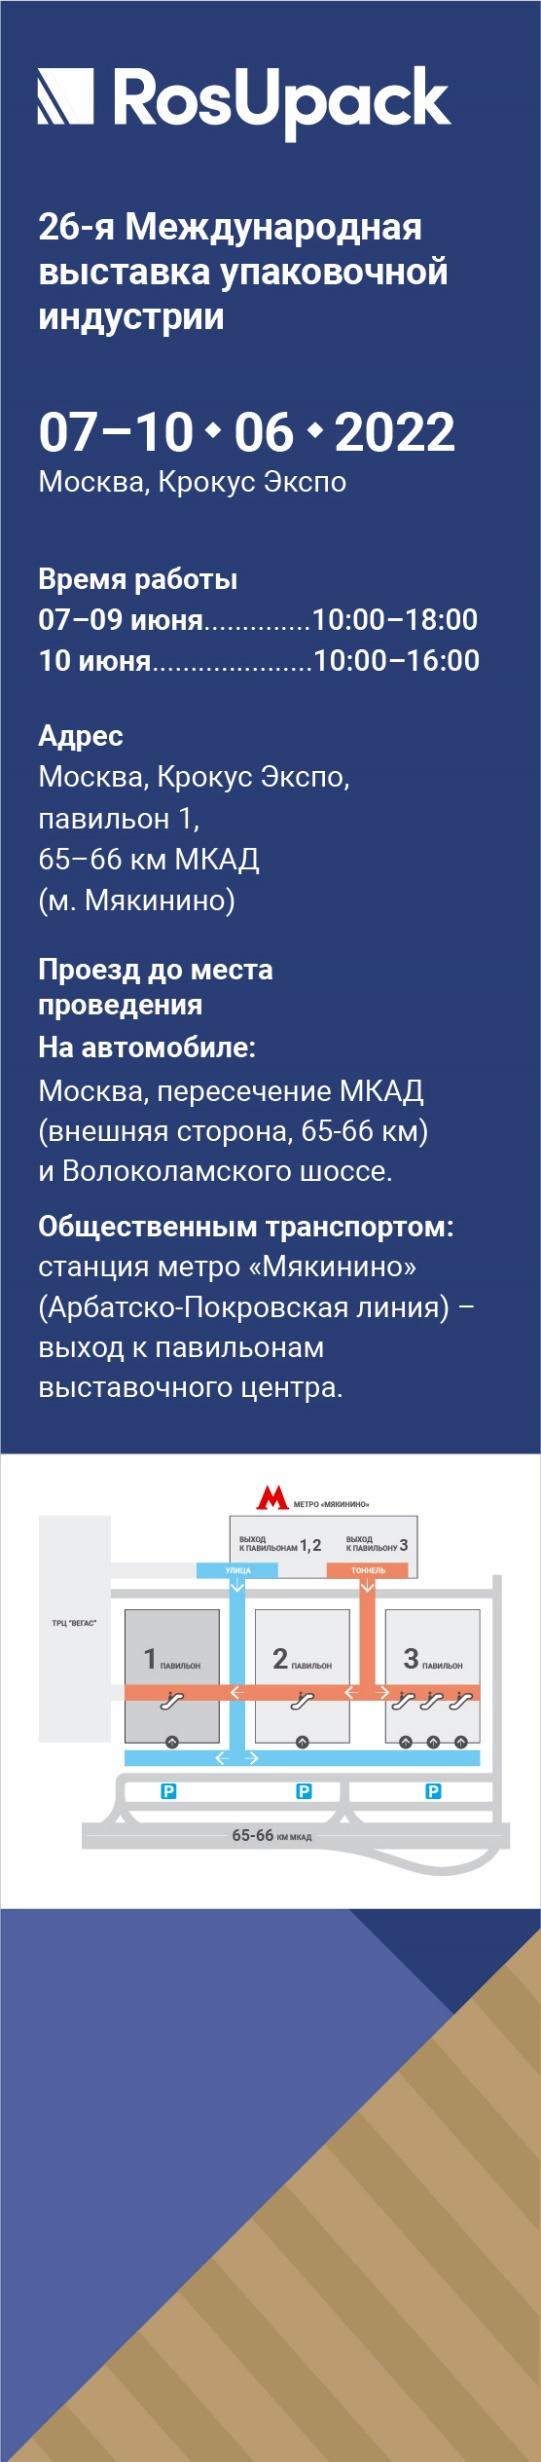 RosUpack
26-я Международная
выставка упаковочной
индустрии
07–10 • 06 • 2022
Москва, Крокус Экспо
Время работы
07–09 июня..............10:00–18:00
10 июня.....................10:00–16:00
Адрес
Москва, Крокус Экспо,
павильон 1,
65–66 км МКАД
(м. Мякинино)
Проезд до места
проведения
На автомобиле:
Москва, пересечение МКАД
(внешняя сторона, 65-66 км)
и Волоколамского шоссе.
Общественным транспортом:
станция метро «Мякинино»
(Арбатско-Покровская линия) –
выход к павильонам
выставочного центра.
М МЕТРО «МЯКИНИНО»
ВЫХОД
К ПАВИЛЬОНАМ 1,2
ВЫХОД
К ПАВИЛЬОНУ 3
УЛИЦА
ТОННЕЛЬ
ТРЦ "ВЕГАС"
1 ПАВИЛЬОН
2 ПАВИЛЬОН
3 ПАВИЛЬОН
P
P
P
65-66 КМ МКАД